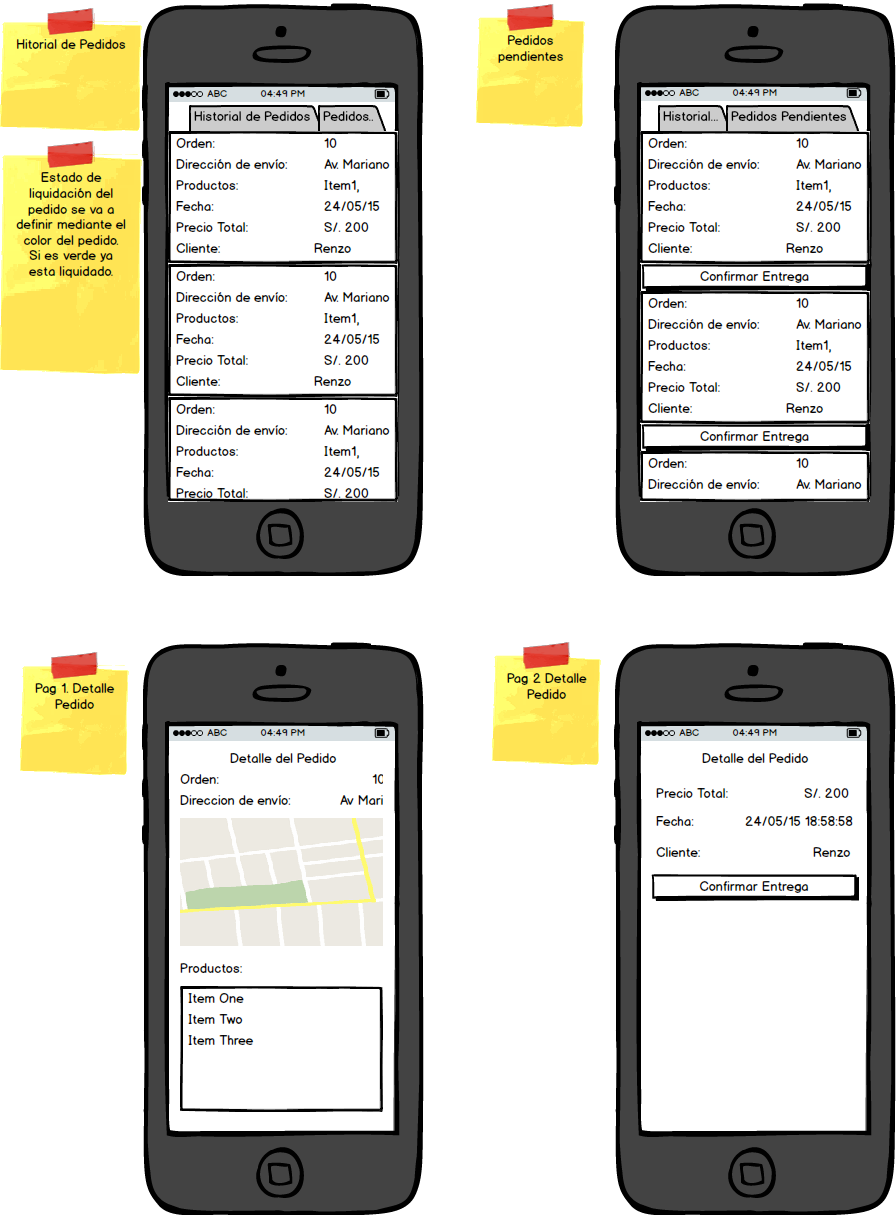 Hitorial de Pedidos
Estado de
liquidación del
pedido se va a
definir mediante el
color del pedido.
Si es verde ya
esta liquidado.
ABC 04:49 PM
Historial de Pedidos Pedidos..
Orden: 10
Dirección de envío: Av. Mariano
Productos: Item1,
Fecha: 24/05/15
Precio Total: S/. 200
Cliente: Renzo
Orden: 10
Dirección de envío: Av. Mariano
Productos: Item1,
Fecha: 24/05/15
Precio Total: S/. 200
Cliente: Renzo
Orden: 10
Dirección de envío: Av. Mariano
Productos: Item1,
Fecha: 24/05/15
Precio Total: S/. 200
Pedidos
pendientes
ABC 04:49 PM
Historial... Pedidos Pendientes
Orden: 10
Dirección de envío: Av. Mariano
Productos: Item1,
Fecha: 24/05/15
Precio Total: S/. 200
Cliente: Renzo
Confirmar Entrega
Orden: 10
Dirección de envío: Av. Mariano
Productos: Item1,
Fecha: 24/05/15
Precio Total: S/. 200
Cliente: Renzo
Confirmar Entrega
Orden: 10
Dirección de envío: Av. Mariano
Pag 1. Detalle
Pedido
ABC 04:49 PM
Detalle del Pedido
Orden: 10
Direccion de envío: Av Mari
Productos:
Item One
Item Two
Item Three
Pag 2 Detalle
Pedido
ABC 04:49 PM
Detalle del Pedido
Precio Total: S/. 200
Fecha: 24/05/15 18:58:58
Cliente: Renzo
Confirmar Entrega